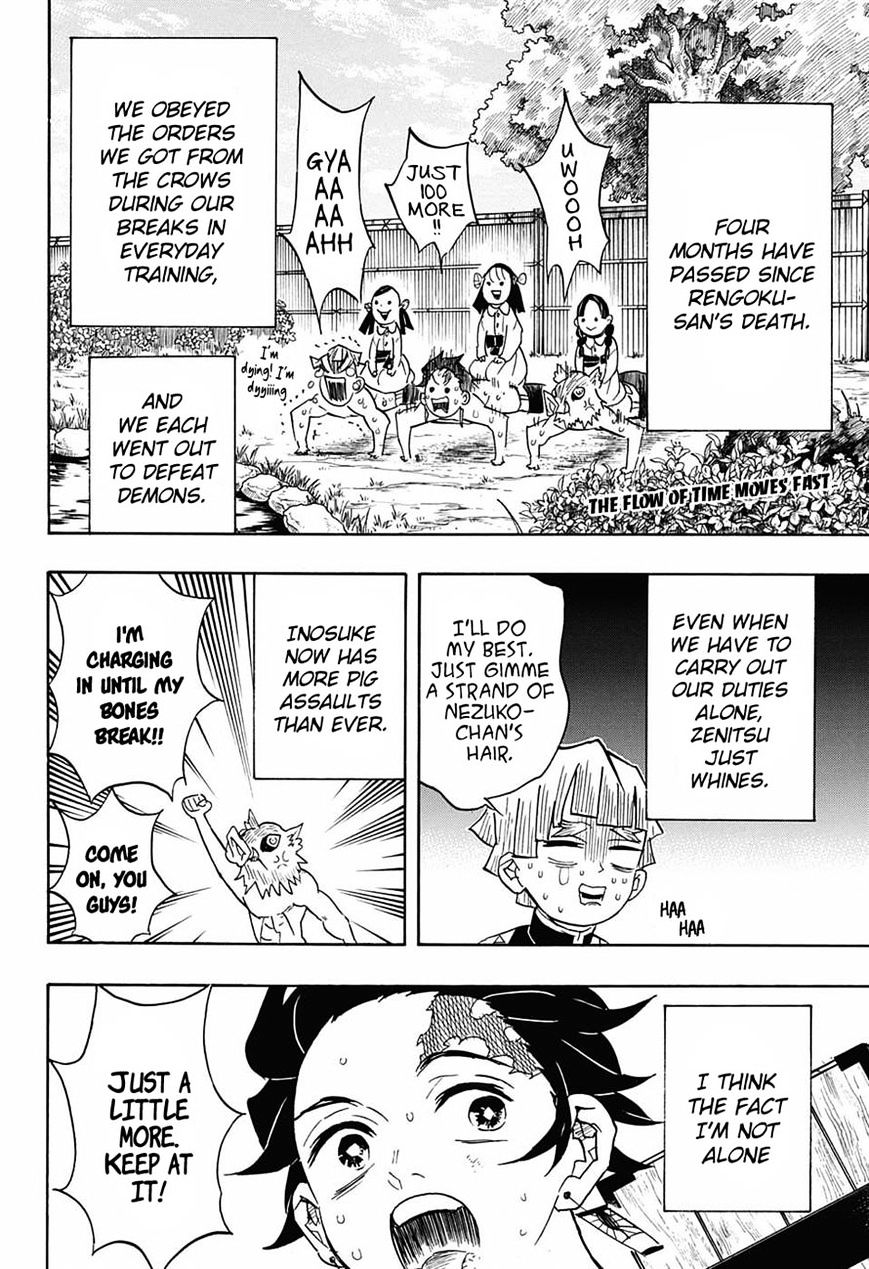 FOUR
MONTHS HAVE
PASSED SINCE
RENGOKU-
SAN'S DEATH.
UWOOOH
JUST
100
MORE
!!
GYA
AA
AA
AHH
I'm
dying! I'm
dyyiiing
WE OBEYED
THE ORDERS
WE GOT FROM
THE CROWS
DURING OUR
BREAKS IN
EVERYDAY
TRAINING,
AND
WE EACH
WENT OUT
TO DEFEAT
DEMONS.
THE FLOW OF TIME MOVES FAST
EVEN WHEN
WE HAVE TO
CARRY OUT
OUR DUTIES
ALONE,
ZENITSU
JUST
WHINES.
I'LL DO
MY BEST.
JUST GIMME
A STRAND OF
NEZUKO-
CHAN'S
HAIR.
HAA
HAA
INOSUKE
NOW HAS
MORE PIG
ASSAULTS
THAN EVER.
I'M
CHARGING
IN UNTIL MY
BONES
BREAK!!
COME
ON, YOU
GUYS!
I THINK
THE FACT
I'M NOT
ALONE
JUST A
LITTLE
MORE.
KEEP AT
IT!